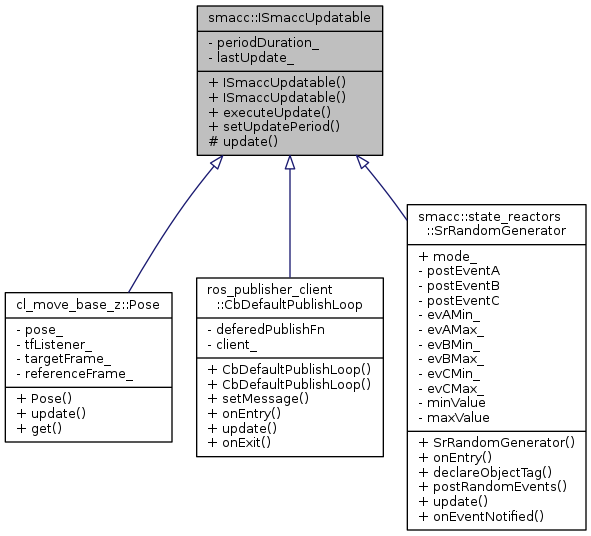 smacc::ISmaccUpdatable
- periodDuration_
- lastUpdate_
+ ISmaccUpdatable()
+ ISmaccUpdatable()
+ executeUpdate()
+ setUpdatePeriod()
# update()
cl_move_base_z::Pose
- pose_
- tfListener_
- targetFrame_
- referenceFrame_
+ Pose()
+ update()
+ get()
ros_publisher_client
::CbDefaultPublishLoop
- deferedPublishFn
- client_
+ CbDefaultPublishLoop()
+ CbDefaultPublishLoop()
+ setMessage()
+ onEntry()
+ update()
+ onExit()
smacc::state_reactors
::SrRandomGenerator
+ mode_
- postEventA
- postEventB
- postEventC
- evAMin_
- evAMax_
- evBMin_
- evBMax_
- evCMin_
- evCMax_
- minValue
- maxValue
+ SrRandomGenerator()
+ onEntry()
+ declareObjectTag()
+ postRandomEvents()
+ update()
+ onEventNotified()